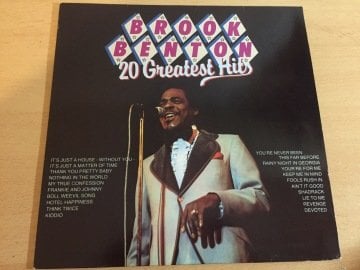 BROOK
BENTON
20 Greatest Hits
IT'S JUST A HOUSE - WITHOUT YOU
IT'S JUST A MATTER OF TIME
THANK YOU PRETTY BABY
NOTHING IN THE WORLD
MY TRUE CONFESSION
FRANKIE AND JOHNNY
BOLL WEEVIL SONG
HOTEL HAPPINESS
THINK TWICE
KIDDIO
YOU'RE NEVER BEEN
THIS FAR BEFORE
RAINY NIGHT IN GEORGIA
YOUR'RE FOR ME
KEEP ME IN MIND
FOOLS RUSH IN
AIN'T IT GOOD
SHADRACK
LIE TO ME
REVENGE
DEVOTED